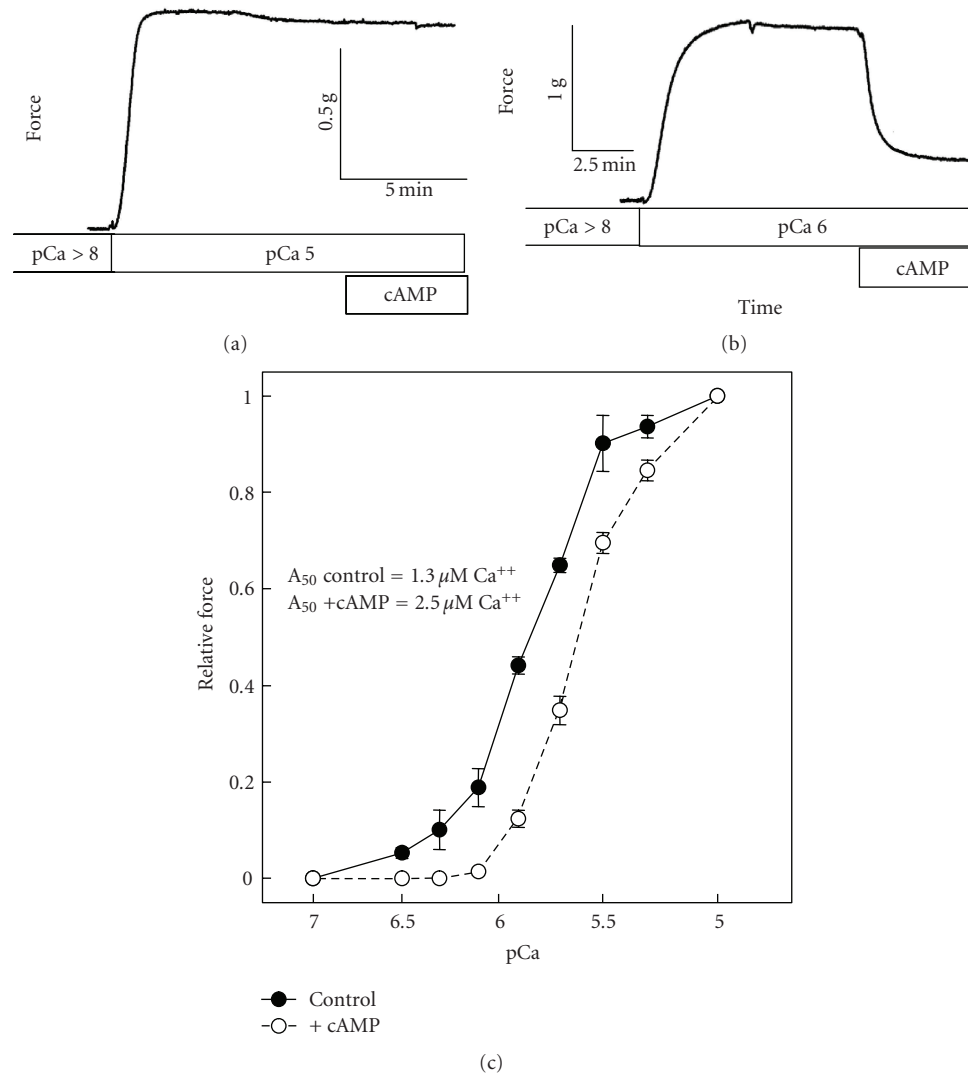 Force
0.5 g
5 min
pCa > 8
pCa 5
cAMP
(a)
Force
1 g
2.5 min
pCa > 8
pCa 6
cAMP
Time
(b)
Relative force
1
0.8
0.6
0.4
0.2
0
A₅₀ control = 1.3 μM Ca⁺⁺
A₅₀ +cAMP = 2.5 μM Ca⁺⁺
7
6.5
6
5.5
5
pCa
Control
+ cAMP
(c)